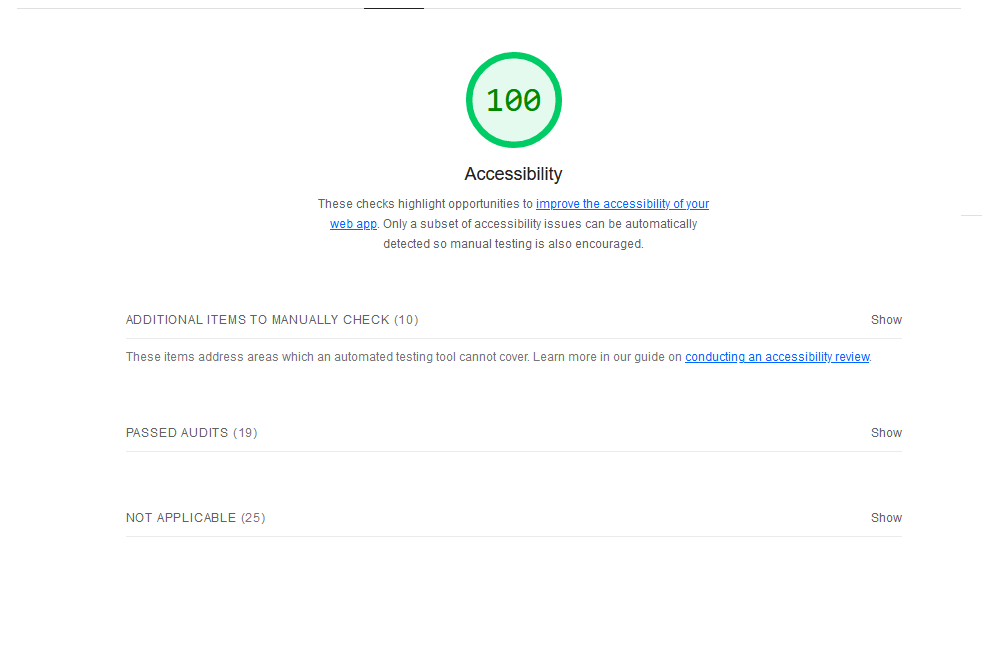 100
Accessibility
These checks highlight opportunities to improve the accessibility of your
web app. Only a subset of accessibility issues can be automatically
detected so manual testing is also encouraged.
ADDITIONAL ITEMS TO MANUALLY CHECK (10) Show
These items address areas which an automated testing tool cannot cover. Learn more in our guide on conducting an accessibility review.
PASSED AUDITS (19) Show
NOT APPLICABLE (25) Show